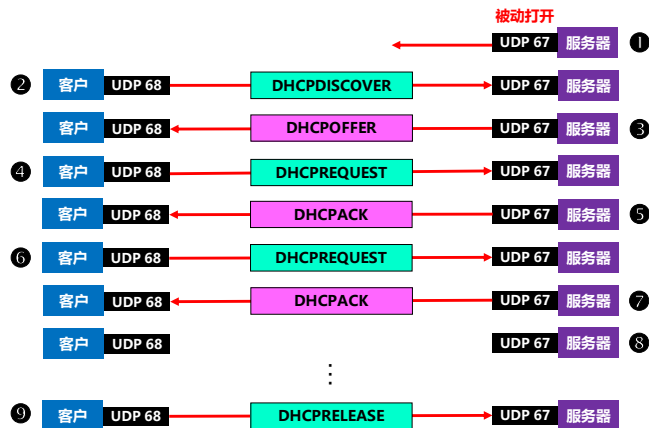 被动打开
UDP 67 服务器 ❶
❷ 客户 UDP 68 DHCPDISCOVER UDP 67 服务器
客户 UDP 68 DHCPOFFER UDP 67 服务器 ❸
❹ 客户 UDP 68 DHCPREQUEST UDP 67 服务器
客户 UDP 68 DHCPACK UDP 67 服务器 ❺
❻ 客户 UDP 68 DHCPREQUEST UDP 67 服务器
客户 UDP 68 DHCPACK UDP 67 服务器 ❼
客户 UDP 68 UDP 67 服务器 ❽
⋮
❾ 客户 UDP 68 DHCPRELEASE UDP 67 服务器